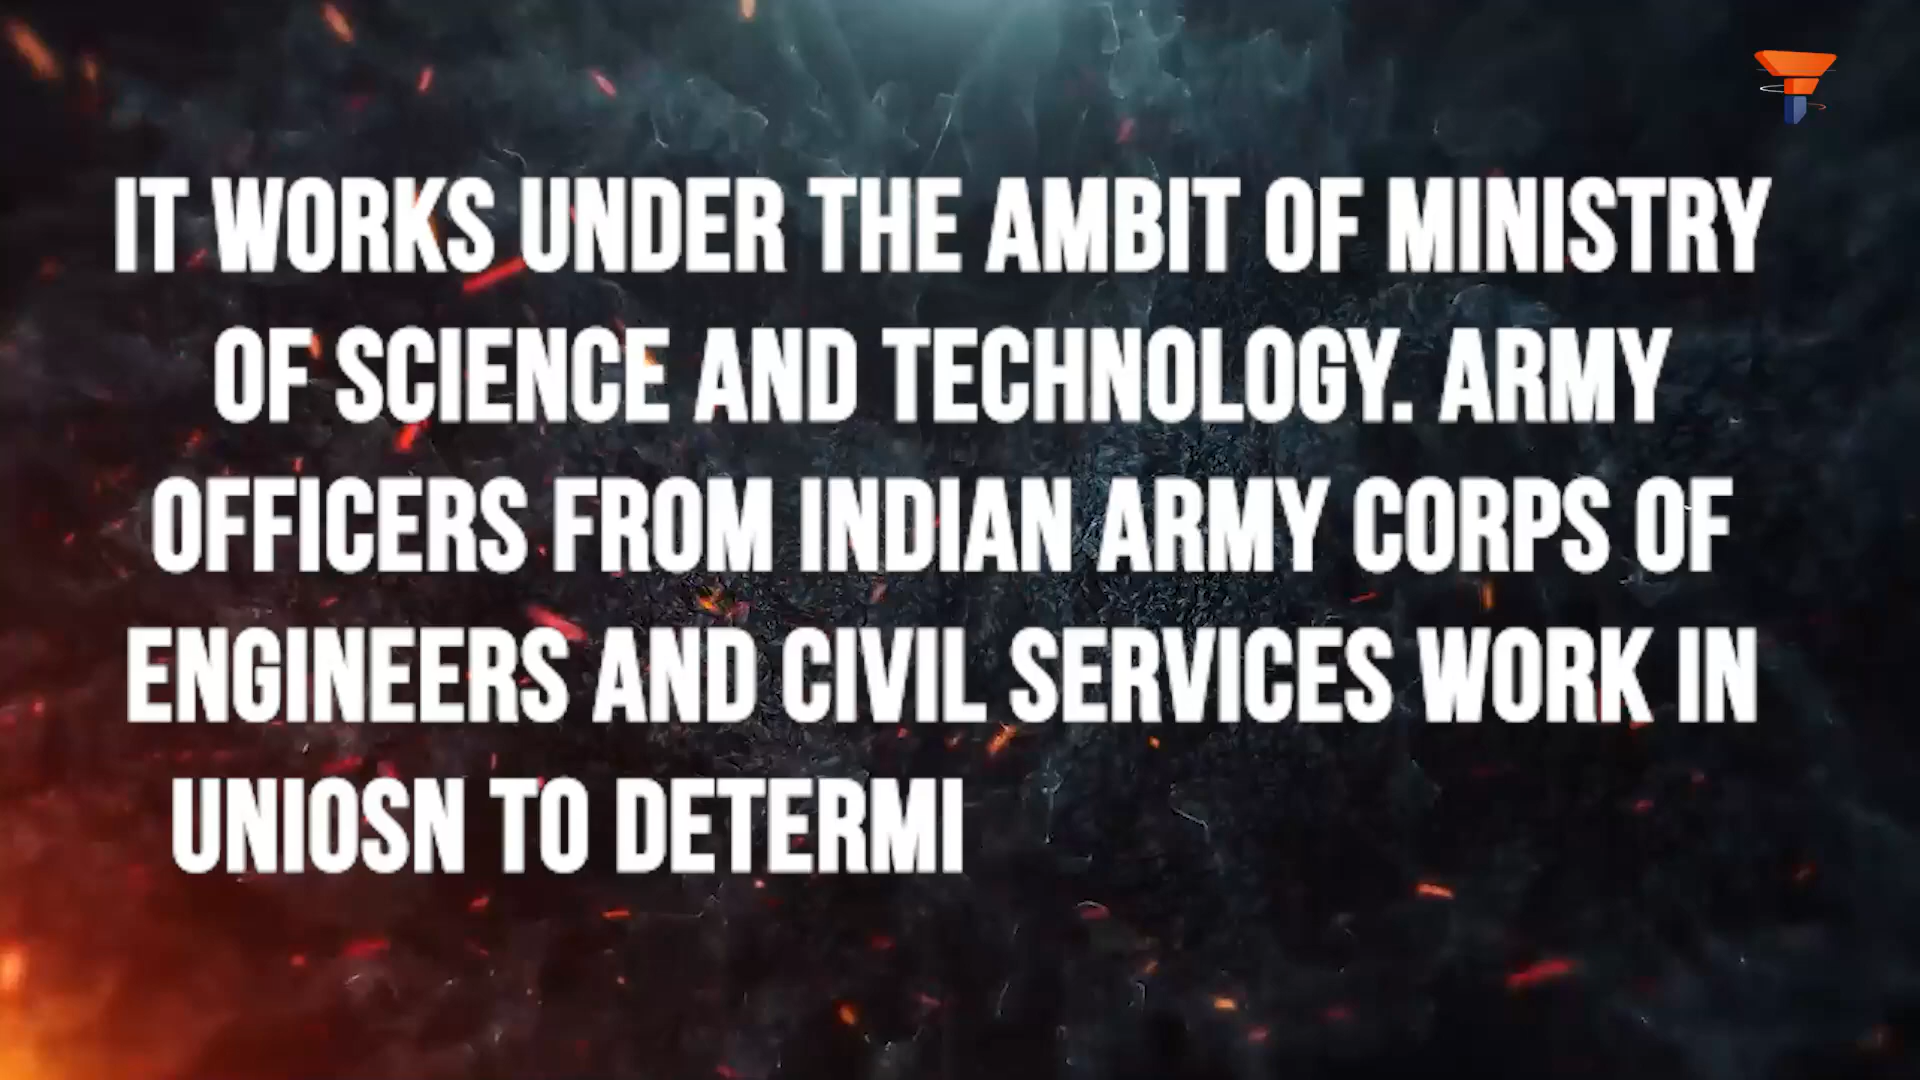 IT WORKS UNDER THE AMBIT OF MINISTRY
OF SCIENCE AND TECHNOLOGY. ARMY
OFFICERS FROM INDIAN ARMY CORPS OF
ENGINEERS AND CIVIL SERVICES WORK IN
UNIOSN TO DETERMI